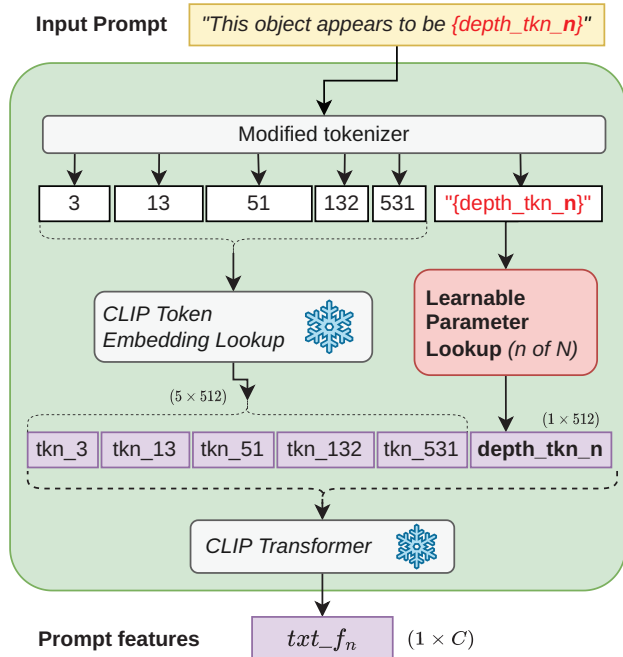 Input Prompt
"This object appears to be {depth_tkn_n}"
Modified tokenizer
3 13 51 132 531 "{depth_tkn_n}"
CLIP Token
Embedding Lookup
Learnable
Parameter
Lookup (n of N)
(5 × 512)
(1 × 512)
tkn_3 tkn_13 tkn_51 tkn_132 tkn_531 depth_tkn_n
CLIP Transformer
Prompt features txt_f_n (1 × C)